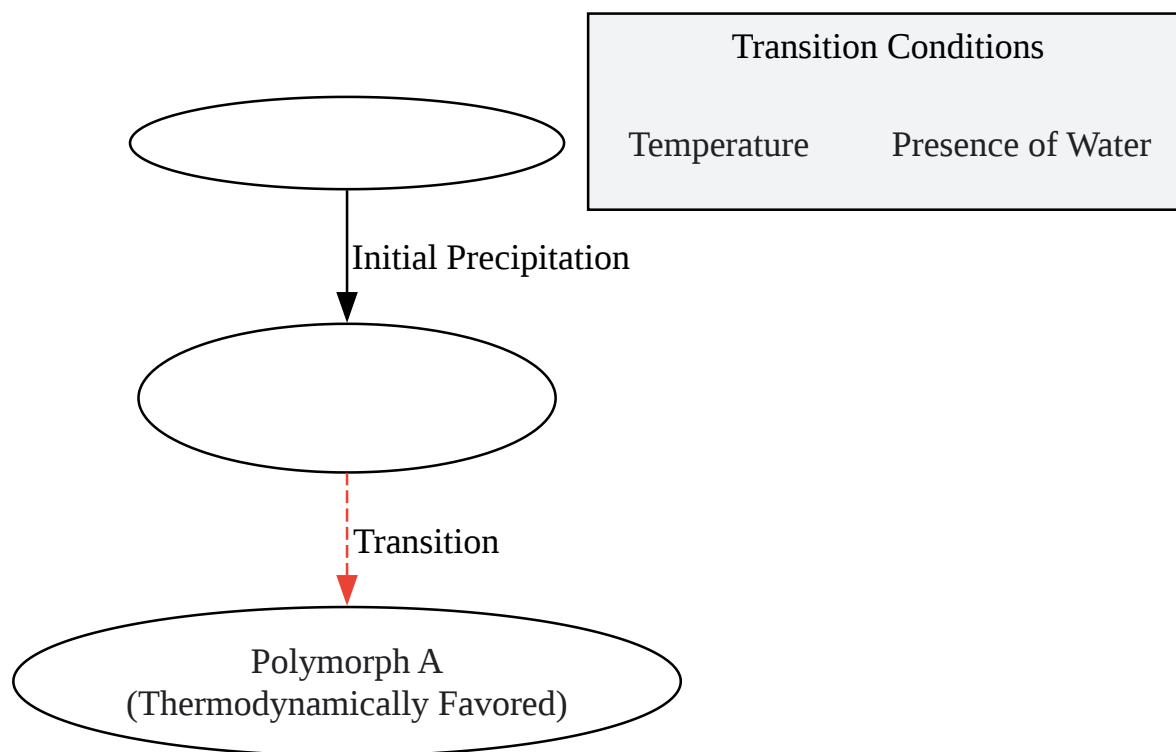 Transition Conditions
Temperature
Presence of Water
Initial Precipitation
Transition
Polymorph A
(Thermodynamically Favored)